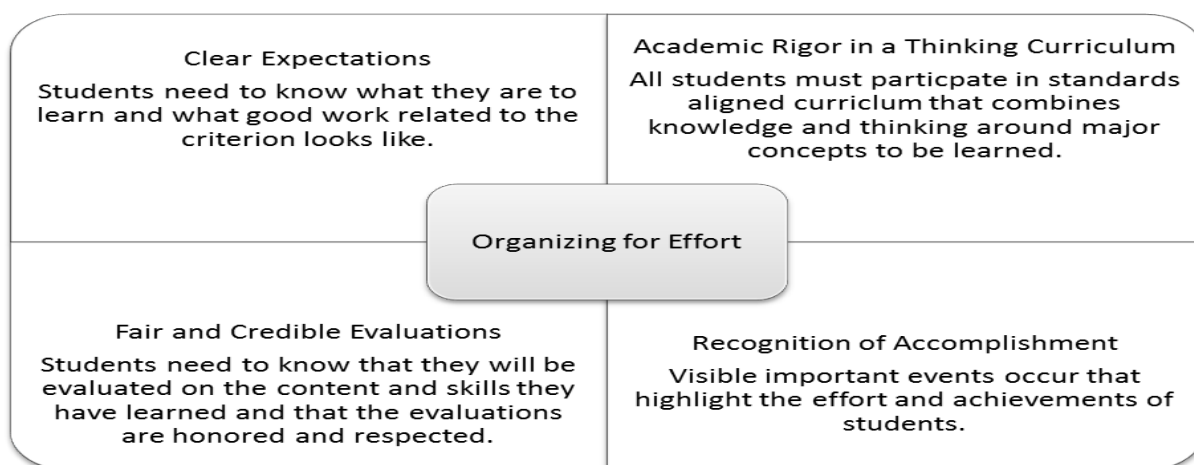 Clear Expectations
Students need to know what they are to
learn and what good work related to the
criterion looks like.
Academic Rigor in a Thinking Curriculum
All students must particpate in standards
aligned curriclum that combines
knowledge and thinking around major
concepts to be learned.
Organizing for Effort
Fair and Credible Evaluations
Students need to know that they will be
evaluated on the content and skills they
have learned and that the evaluations
are honored and respected.
Recognition of Accomplishment
Visible important events occur that
highlight the effort and achievements of
students.